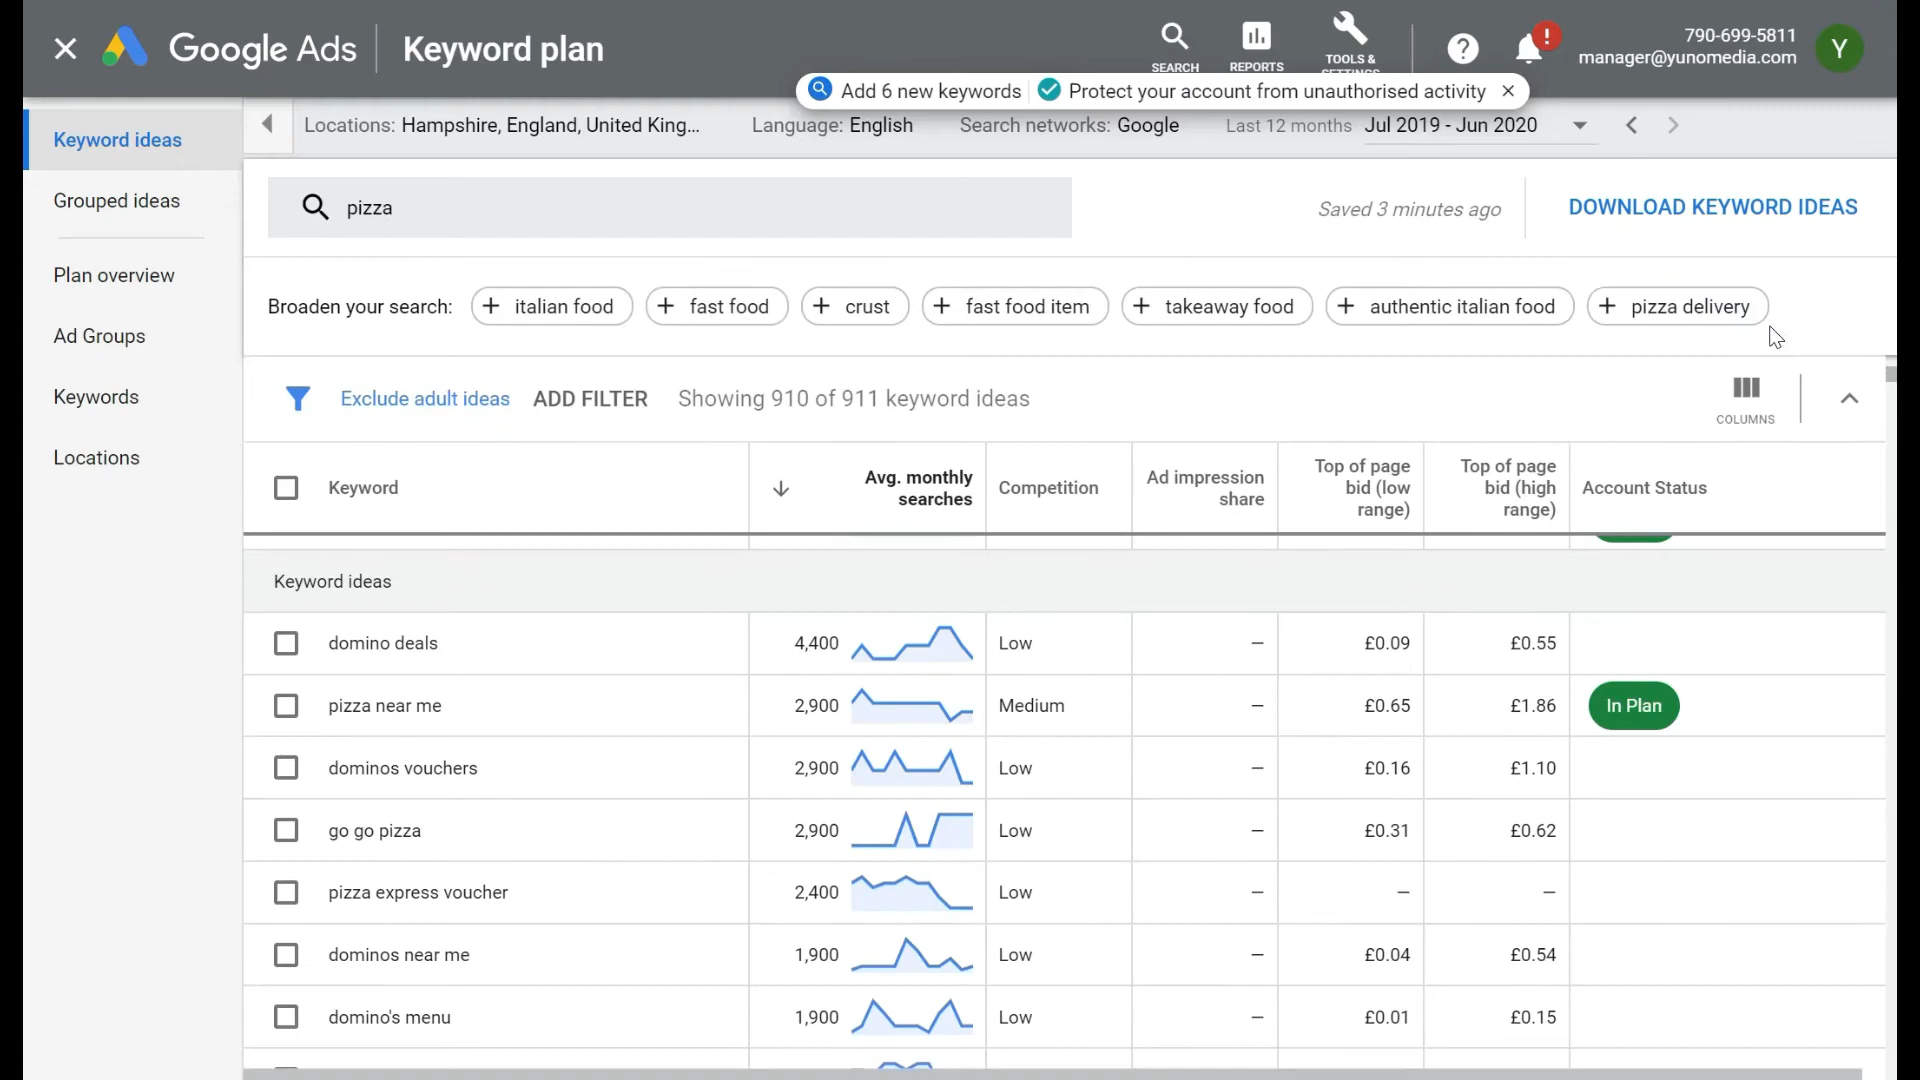 Google Ads Keyword plan
SEARCH REPORTS TOOLS &
SETTINGS
790-699-5811
manager@yunomedia.com
Y
Add 6 new keywords Protect your account from unauthorised activity
Locations: Hampshire, England, United King... Language: English Search networks: Google Last 12 months Jul 2019 - Jun 2020
Keyword ideas
Grouped ideas
Plan overview
Ad Groups
Keywords
Locations
pizza Saved 3 minutes ago DOWNLOAD KEYWORD IDEAS
Broaden your search: + italian food + fast food + crust + fast food item + takeaway food + authentic italian food + pizza delivery
Exclude adult ideas ADD FILTER Showing 910 of 911 keyword ideas COLUMNS
Keyword Avg. monthly searches Competition Ad impression share Top of page bid (low range) Top of page bid (high range) Account Status
Keyword ideas
domino deals 4,400 Low – £0.09 £0.55
pizza near me 2,900 Medium – £0.65 £1.86 In Plan
dominos vouchers 2,900 Low – £0.16 £1.10
go go pizza 2,900 Low – £0.31 £0.62
pizza express voucher 2,400 Low – – –
dominos near me 1,900 Low – £0.04 £0.54
domino's menu 1,900 Low – £0.01 £0.15